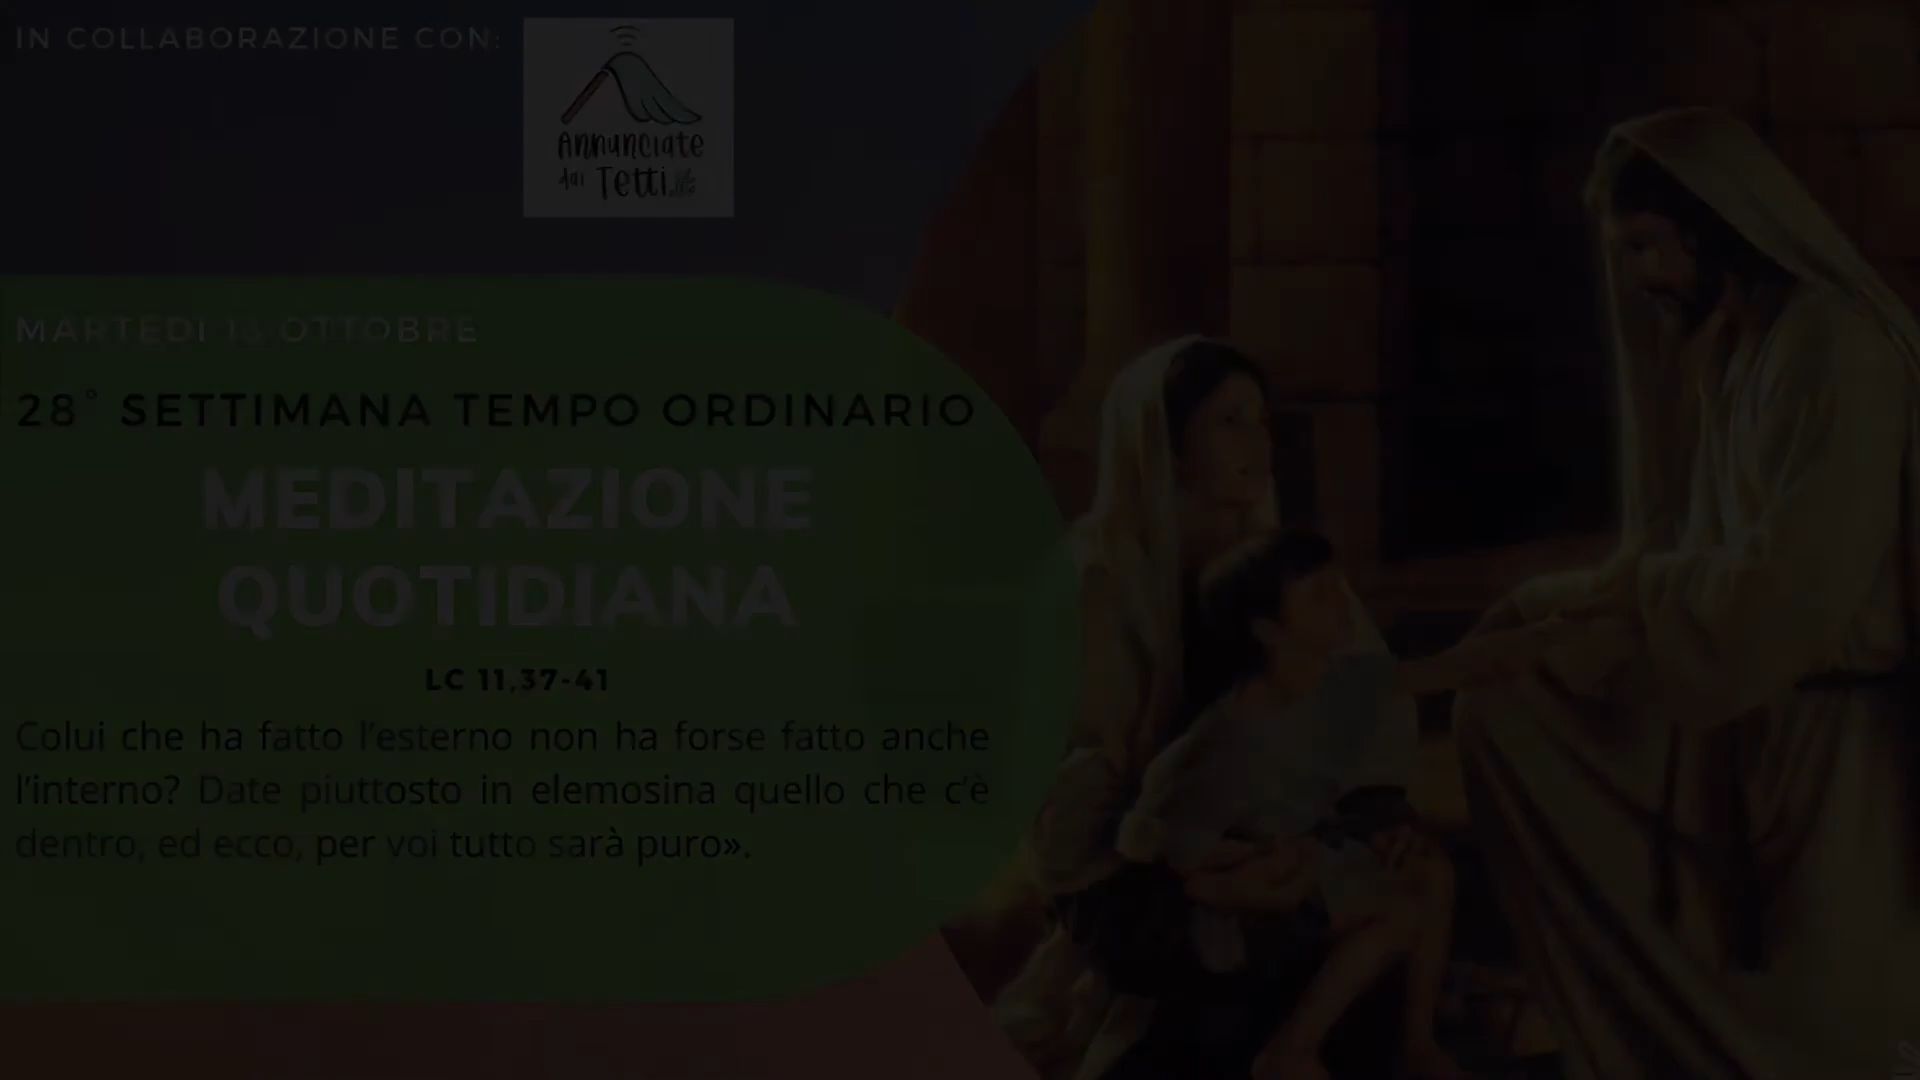 IN COLLABORAZIONE CON:
Annunciate
dai Tetti
MARTEDI 15 OTTOBRE
28° SETTIMANA TEMPO ORDINARIO
MEDITAZIONE
QUOTIDIANA
LC 11,37-41
Colui che ha fatto l'esterno non ha forse fatto anche
l'interno? Date piuttosto in elemosina quello che c'è
dentro, ed ecco, per voi tutto sarà puro».